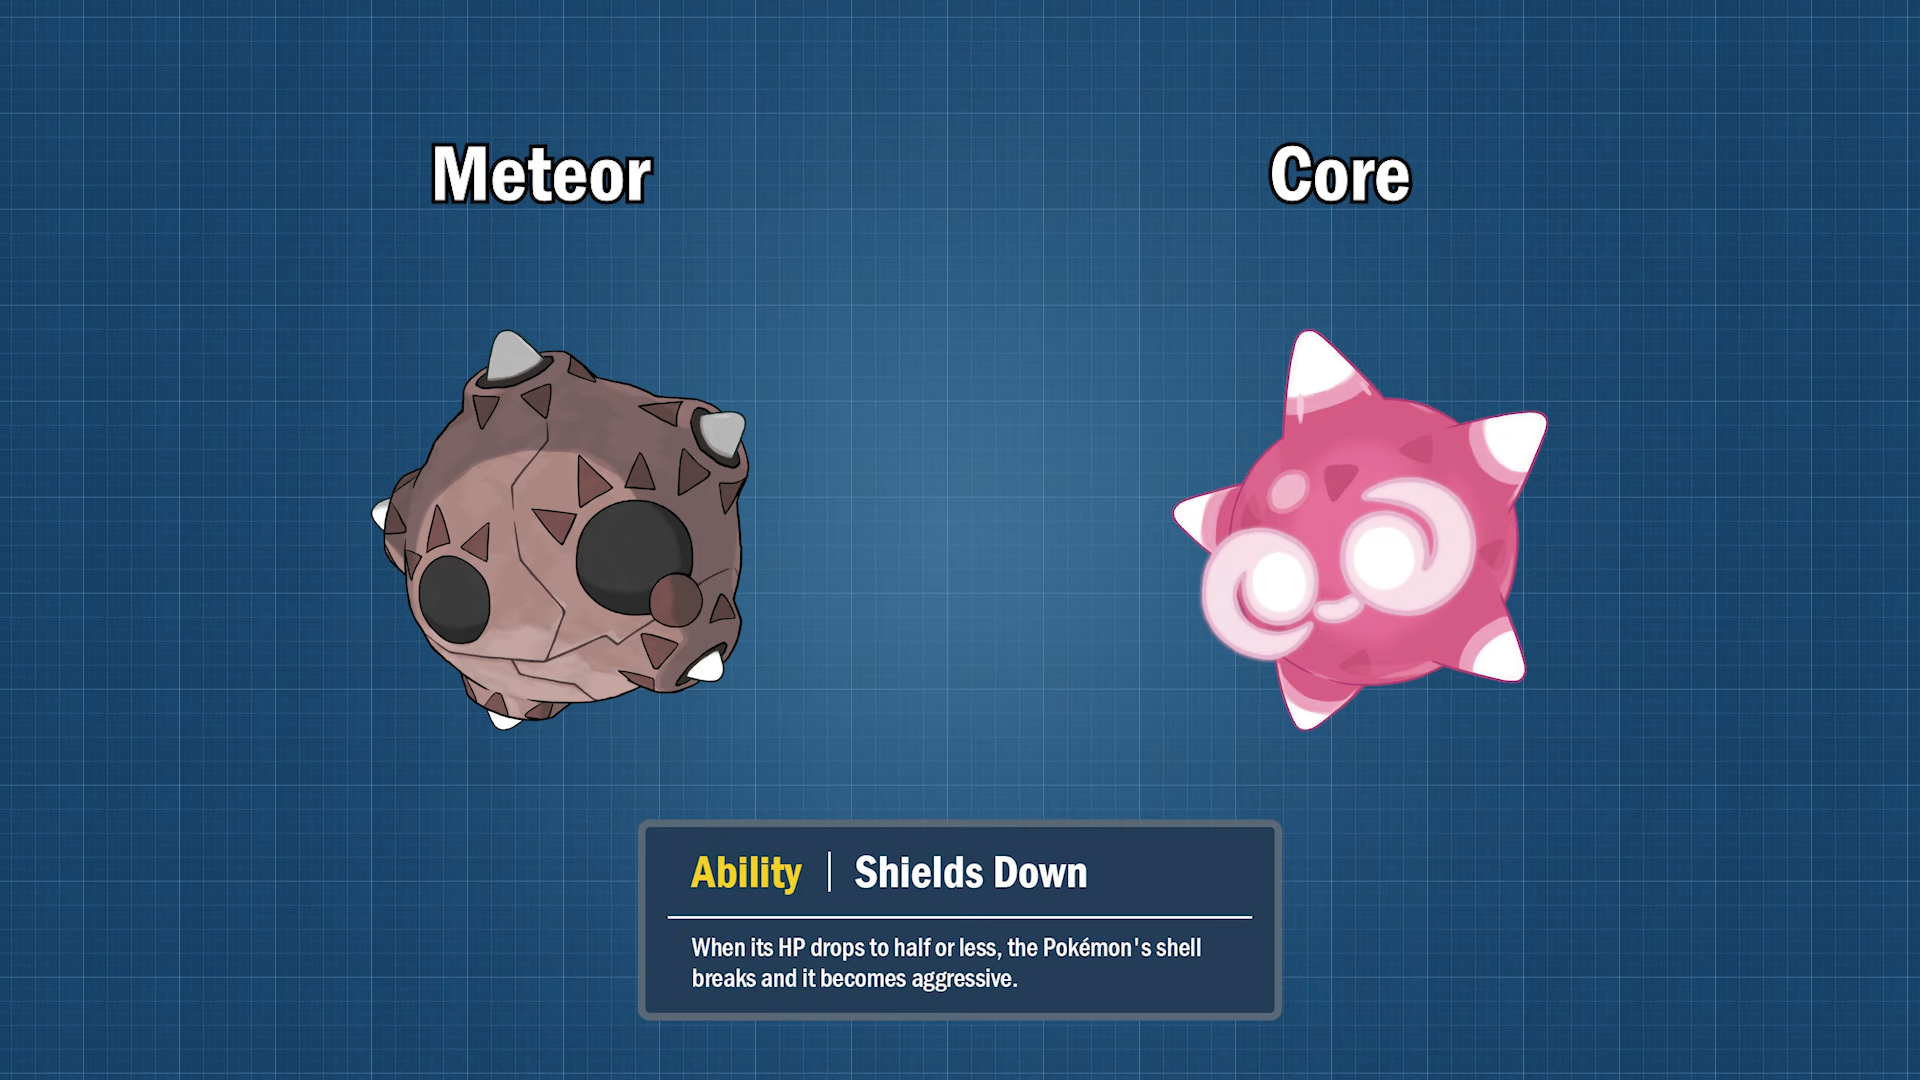 Meteor
Core
Ability | Shields Down
When its HP drops to half or less, the Pokémon's shell
breaks and it becomes aggressive.